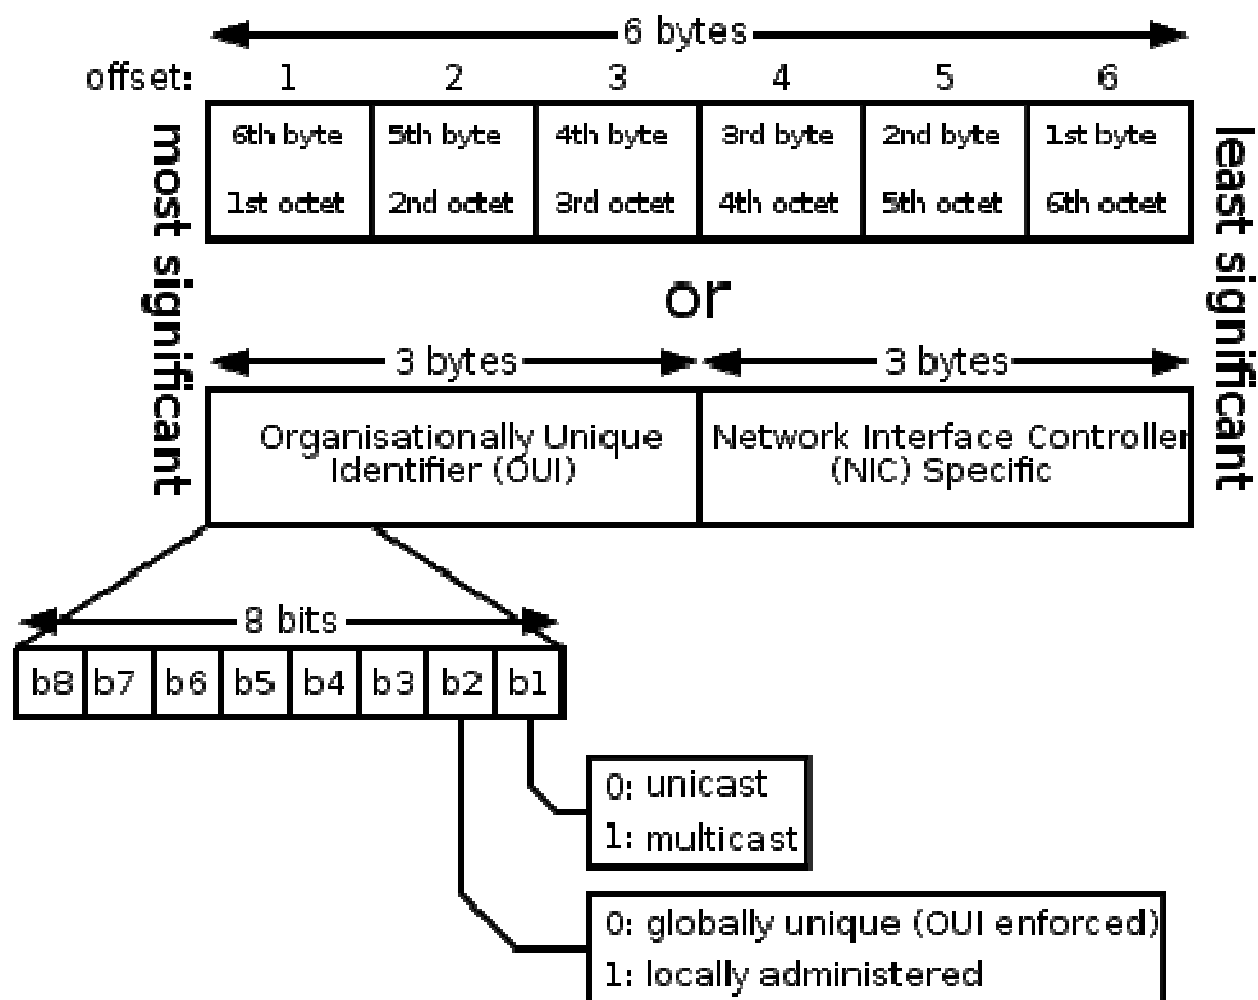 6 bytes
offset: 1 2 3 4 5 6
6th byte 5th byte 4th byte 3rd byte 2nd byte 1st byte
1st octet 2nd octet 3rd octet 4th octet 5th octet 6th octet
most significant
least significant
or
3 bytes 3 bytes
Organisationally Unique
Identifier (OUI)
Network Interface Controller
(NIC) Specific
8 bits
b8 b7 b6 b5 b4 b3 b2 b1
0: unicast
1: multicast
0: globally unique (OUI enforced)
1: locally administered